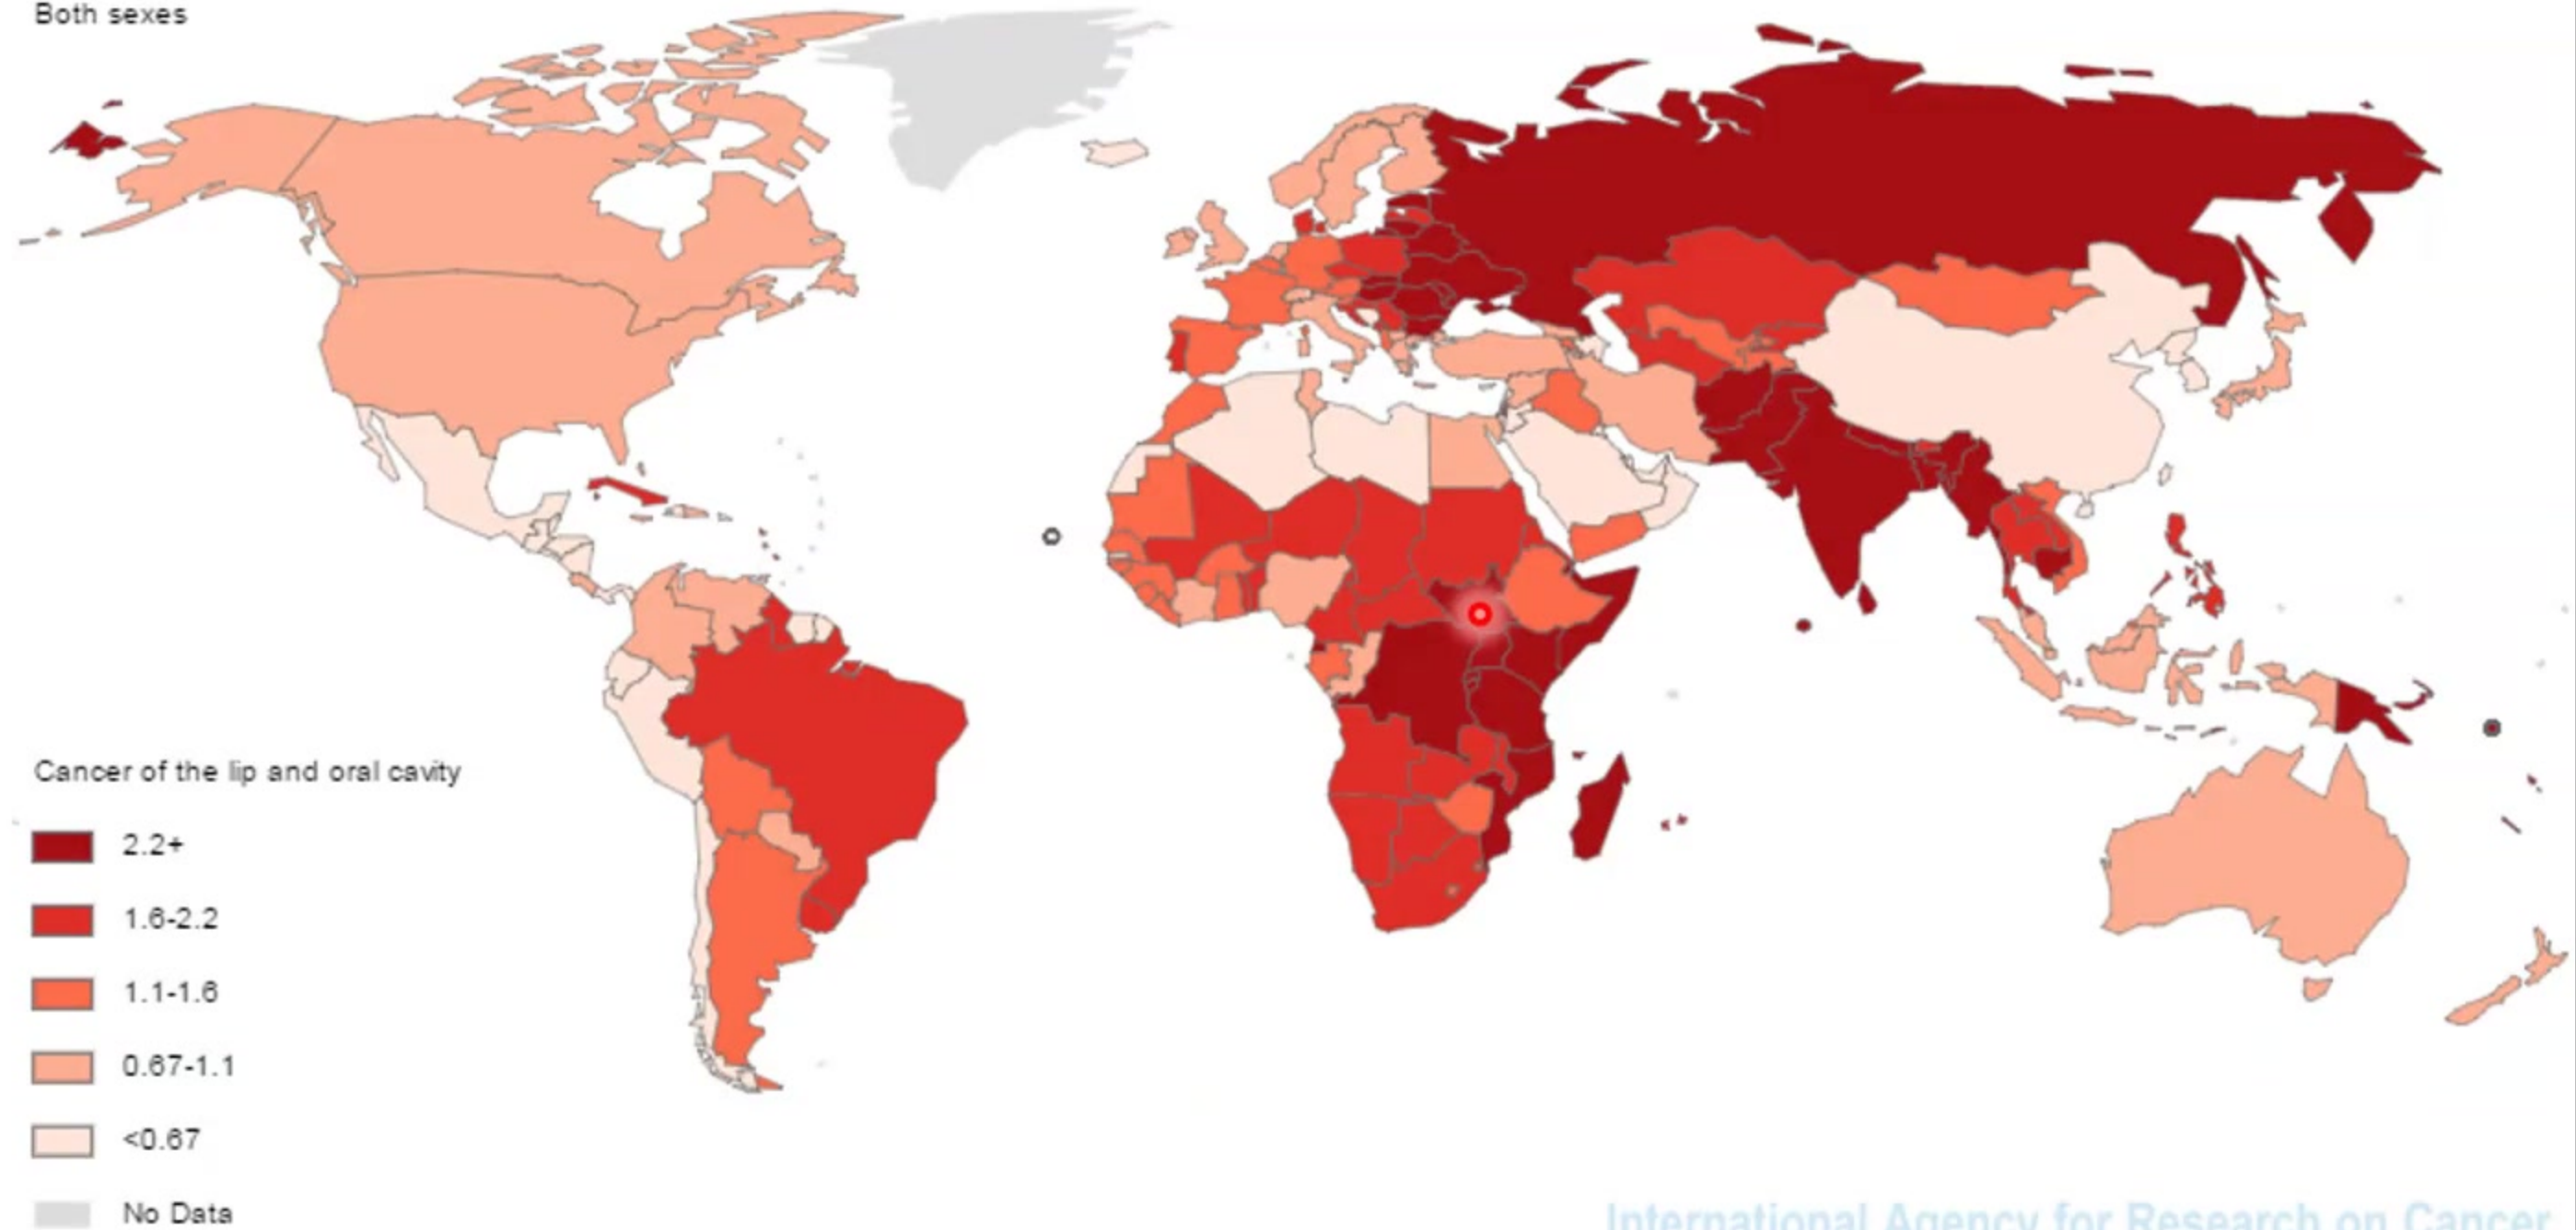 Both sexes
Cancer of the lip and oral cavity
2.2+
1.6-2.2
1.1-1.6
0.67-1.1
<0.67
No Data
International Agency for Research on Cancer